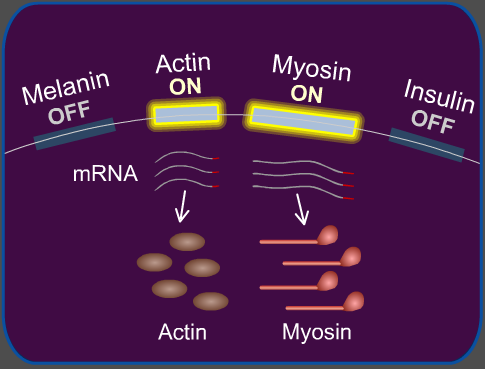 Melanin
OFF
Actin
ON
Myosin
ON
Insulin
OFF
mRNA
Actin
Myosin